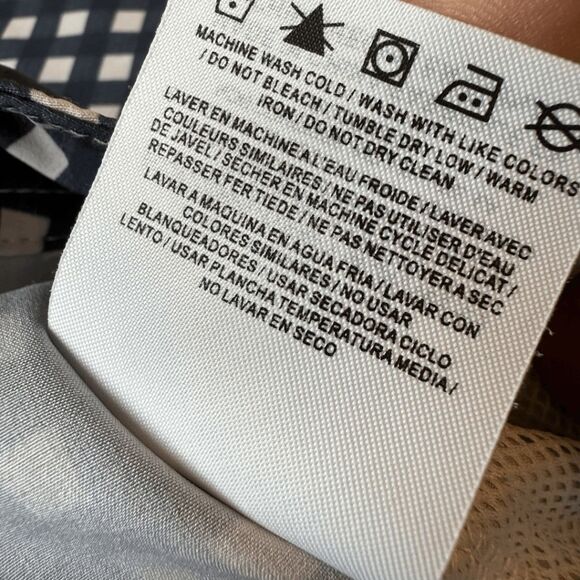 MACHINE WASH COLD / WASH WITH LIKE COLORS
/ DO NOT BLEACH / TUMBLE DRY LOW / WARM
IRON / DO NOT DRY CLEAN
LAVER EN MACHINE A L'EAU FROIDE / LAVER AVEC
COULEURS SIMILAIRES / NE PAS UTILISER D'EAU
DE JAVEL / SÉCHER EN MACHINE CYCLE DELICAT /
REPASSER FER TIEDE / NE PAS NETTOYER A SEC
LAVAR A MAQUINA EN AGUA FRIA / LAVAR CON
COLORES SIMILARES / NO USAR
BLANQUEADORES / USAR SECADORA CICLO
LENTO / USAR PLANCHA TEMPERATURA MEDIA /
NO LAVAR EN SECO